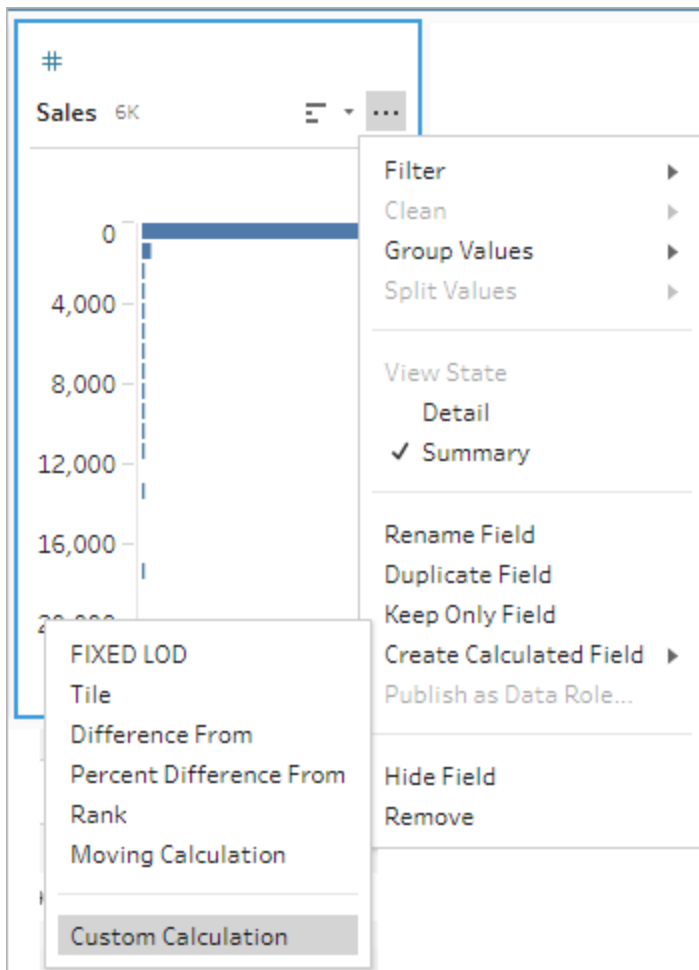 #
Sales 6K
Filter
Clean
Group Values
Split Values
View State
Detail
✓ Summary
Rename Field
Duplicate Field
Keep Only Field
Create Calculated Field
Publish as Data Role...
Hide Field
Remove
0
4,000
8,000
12,000
16,000
FIXED LOD
Tile
Difference From
Percent Difference From
Rank
Moving Calculation
Custom Calculation